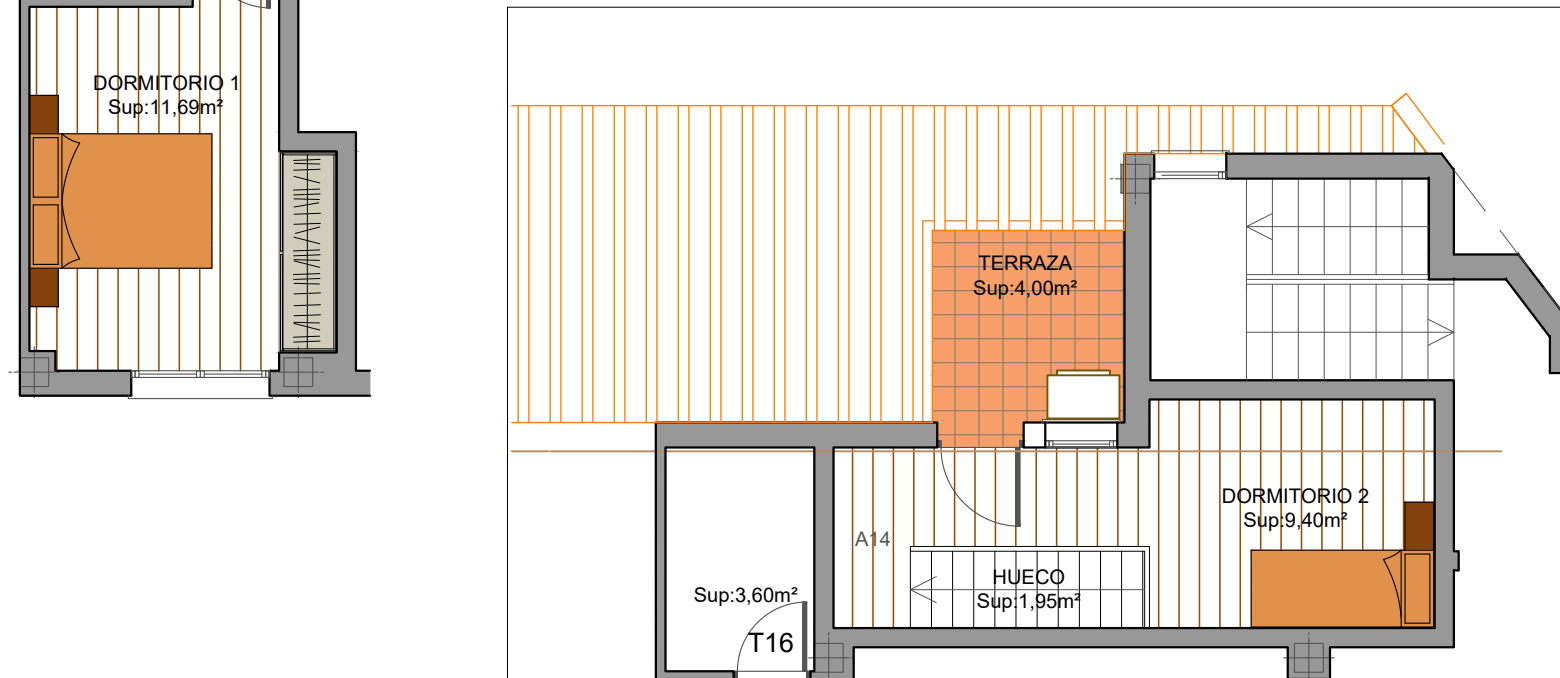 DORMITORIO 1
Sup:11,69m²
TERRAZA
Sup:4,00m²
DORMITORIO 2
Sup:9,40m²
A14
HUECO
Sup:1,95m²
Sup:3,60m²
T16